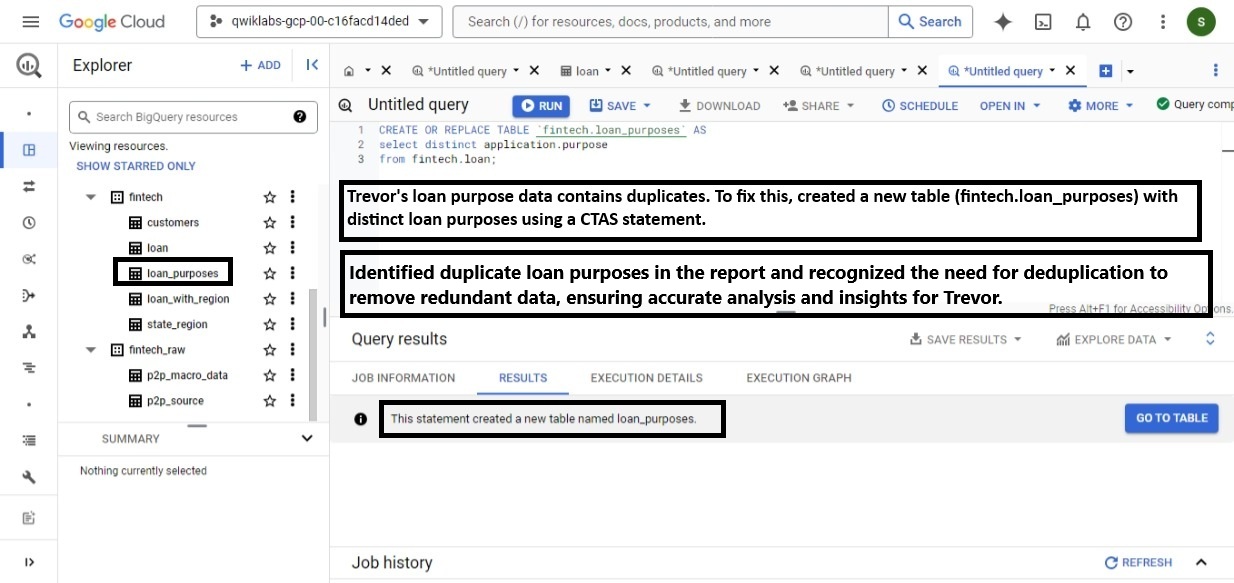 Google Cloud
qwiklabs-gcp-00-c16facd14ded
Search (/) for resources, docs, products, and more
Search
S
Explorer
+ ADD
*Untitled query
loan
*Untitled query
*Untitled query
*Untitled query
Search BigQuery resources
Viewing resources.
SHOW STARRED ONLY
fintech
customers
loan
loan_purposes
loan_with_region
state_region
fintech_raw
p2p_macro_data
p2p_source
SUMMARY
Nothing currently selected
Untitled query
RUN
SAVE
DOWNLOAD
SHARE
SCHEDULE
OPEN IN
MORE
Query comp
1 CREATE OR REPLACE TABLE `fintech.loan_purposes` AS
2 select distinct application.purpose
3 from fintech.loan;
Trevor's loan purpose data contains duplicates. To fix this, created a new table (fintech.loan_purposes) with
distinct loan purposes using a CTAS statement.
Identified duplicate loan purposes in the report and recognized the need for deduplication to
remove redundant data, ensuring accurate analysis and insights for Trevor.
Press Alt+F1 for Accessibility Options.
Query results
SAVE RESULTS
EXPLORE DATA
JOB INFORMATION
RESULTS
EXECUTION DETAILS
EXECUTION GRAPH
This statement created a new table named loan_purposes.
GO TO TABLE
Job history
REFRESH